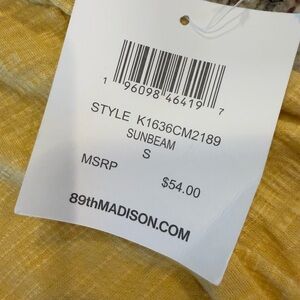 1 96098 46419 7
STYLE K1636CM2189
SUNBEAM
S
MSRP $54.00
89thMADISON.COM